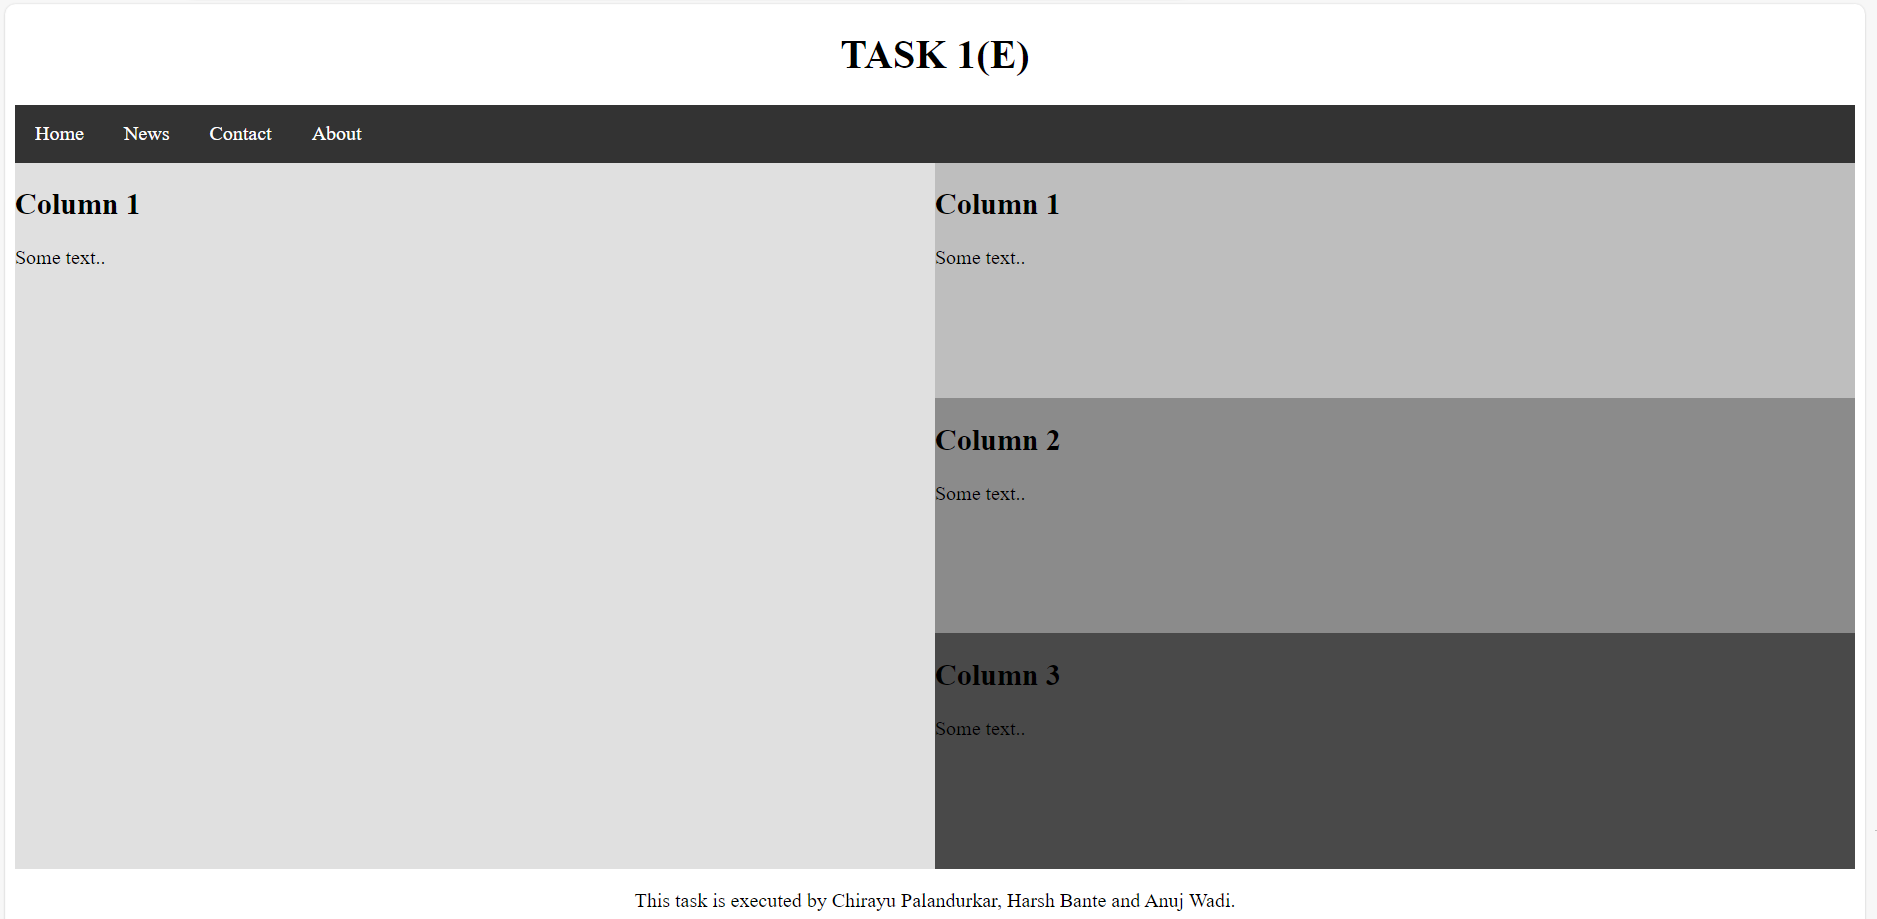 TASK 1(E)
Home News Contact About
Column 1
Some text..
Column 1
Some text..
Column 2
Some text..
Column 3
Some text..
This task is executed by Chirayu Palandurkar, Harsh Bante and Anuj Wadi.